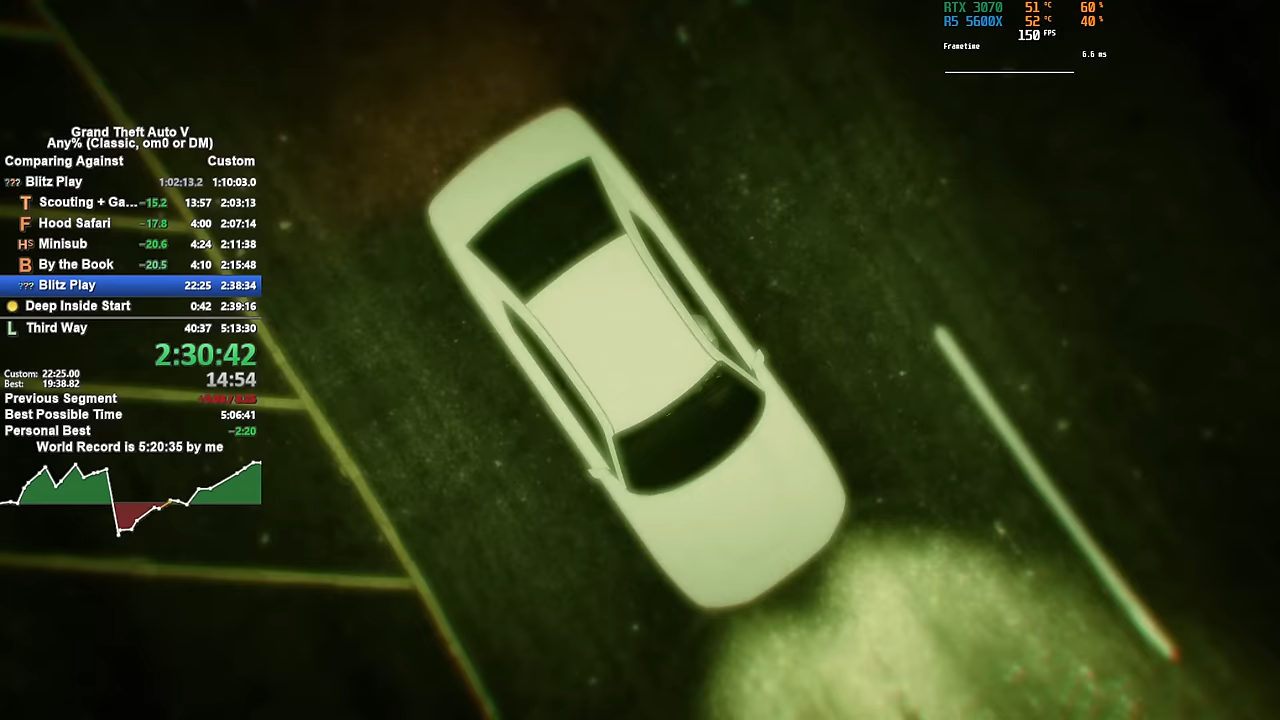 RTX 3070 51 °C 60 %
R5 5600X 52 °C 40 %
150 FPS
Frametime
6.6 ms
Grand Theft Auto V
Any% (Classic, om0 or DM)
Comparing Against Custom
??? Blitz Play 1:02:13.2 1:10:03.0
T Scouting + Ga... −15.2 13:57 2:03:13
F Hood Safari −17.8 4:00 2:07:14
HS Minisub −20.6 4:24 2:11:38
B By the Book −20.5 4:10 2:15:48
??? Blitz Play 22:25 2:38:34
Deep Inside Start 0:42 2:39:16
L Third Way 40:37 5:13:30
2:30:42
Custom: 22:25.00
Best: 19:38.82
14:54
Previous Segment
Best Possible Time 5:06:41
Personal Best −2:20
World Record is 5:20:35 by me